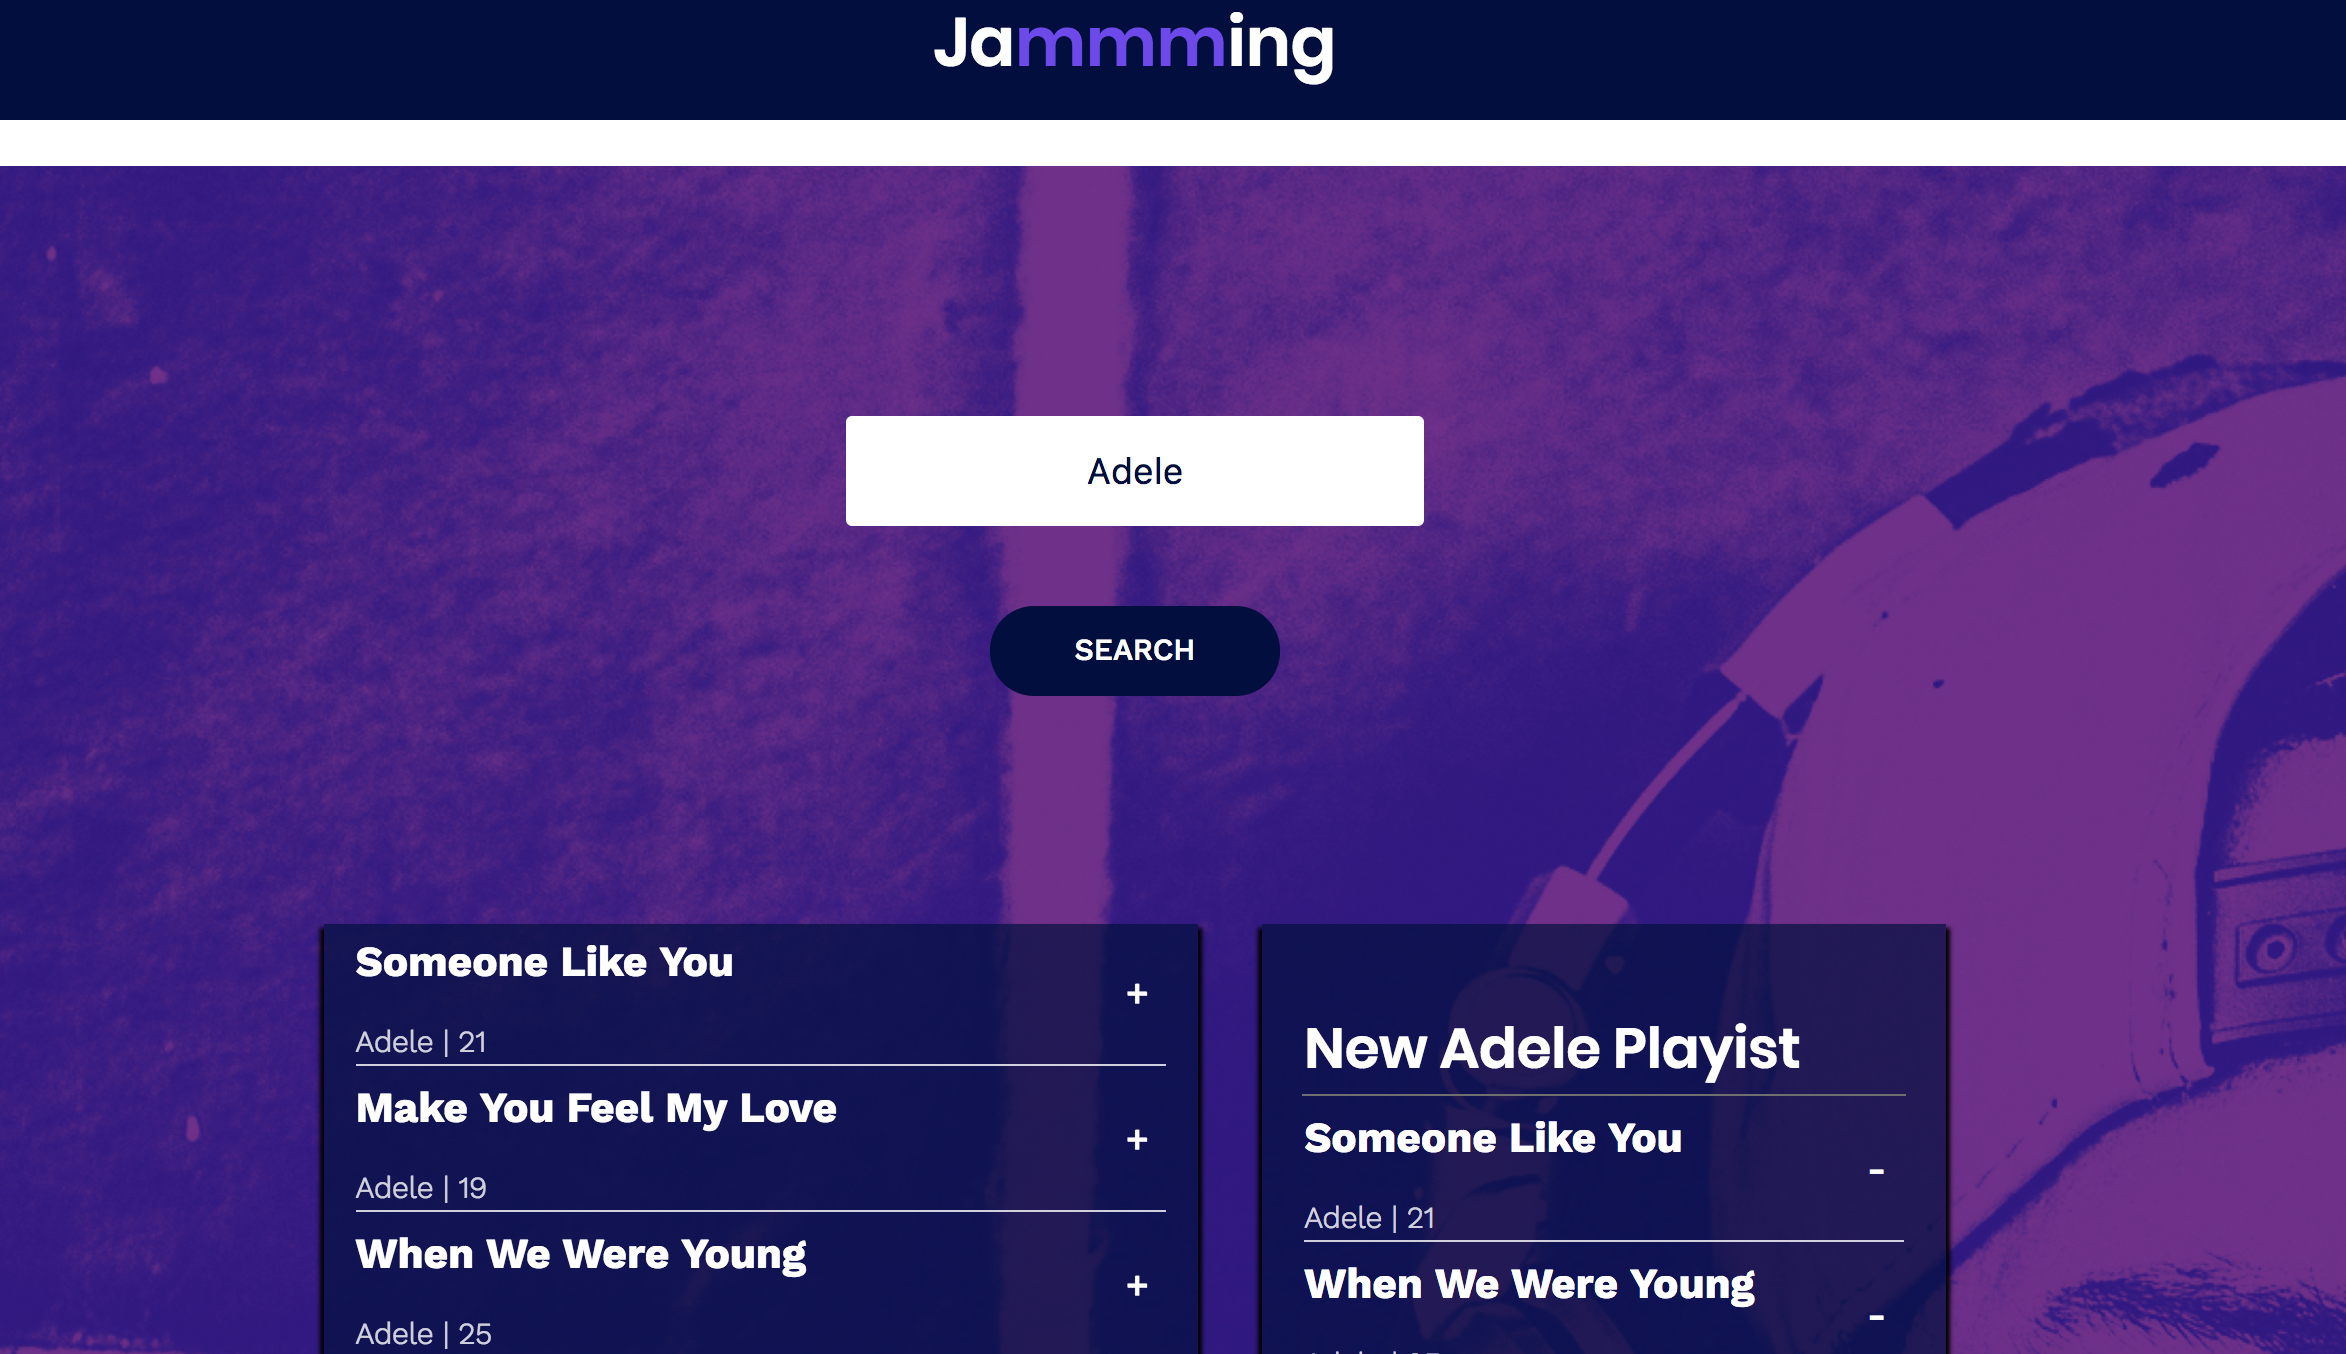 Jammming
Adele
SEARCH
Someone Like You
+
Adele | 21
Make You Feel My Love
+
Adele | 19
When We Were Young
+
Adele | 25
New Adele Playist
Someone Like You
-
Adele | 21
When We Were Young
-